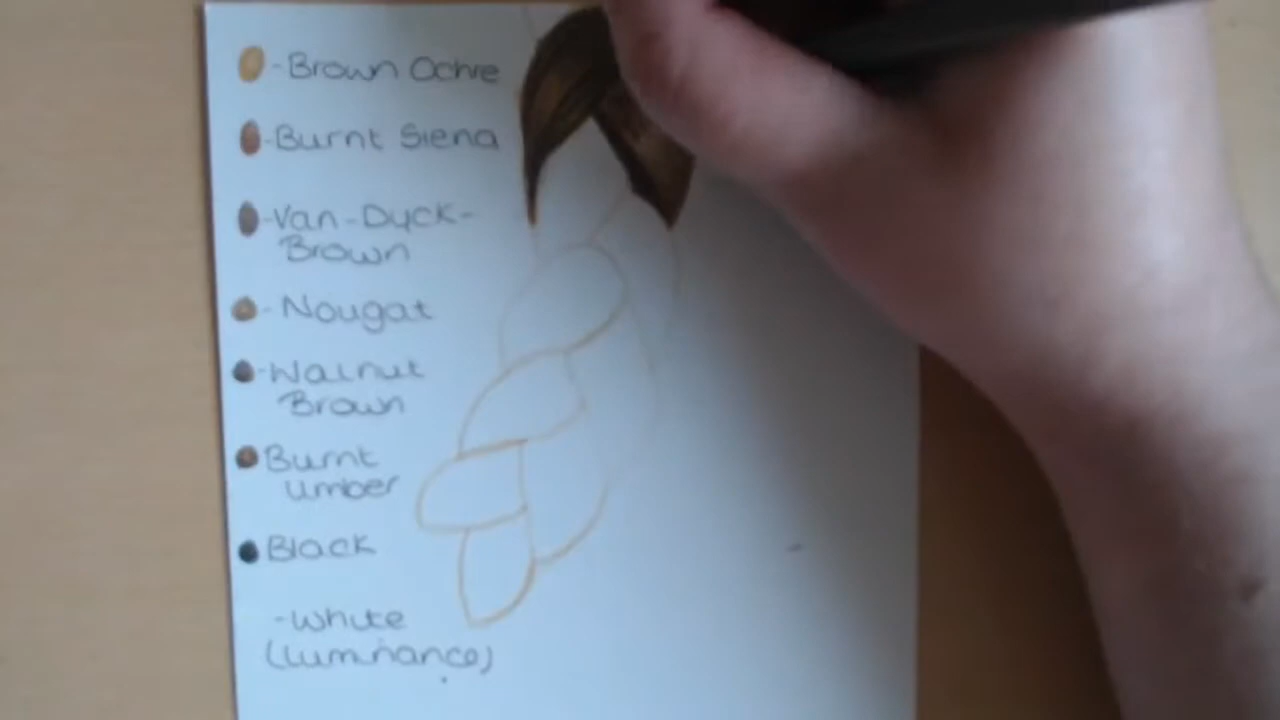 -Brown Ochre
-Burnt Siena
-Van-Dyck-
Brown
- Nougat
-Walnut
Brown
Burnt
umber
Black
-White
(Luminance)